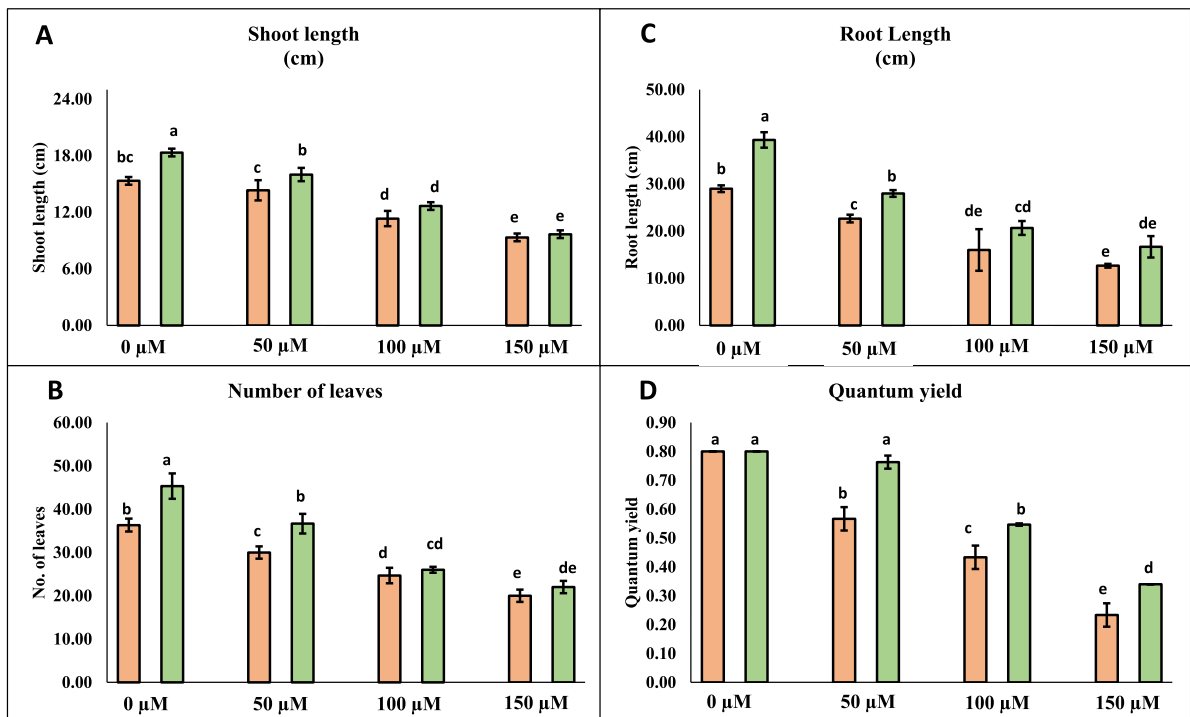 A
Shoot length
(cm)
Shoot length (cm)
24.00
18.00
12.00
6.00
0.00
bc
a
c
b
d
d
e
e
0 µM
50 µM
100 µM
150 µM
C
Root Length
(cm)
Root length (cm)
50.00
40.00
30.00
20.00
10.00
0.00
b
a
c
b
de
cd
e
de
0 µM
50 µM
100 µM
150 µM
B
Number of leaves
No. of leaves
60.00
50.00
40.00
30.00
20.00
10.00
0.00
b
a
c
b
d
cd
e
de
0 µM
50 µM
100 µM
150 µM
D
Quantum yield
Quantum yield
0.90
0.80
0.70
0.60
0.50
0.40
0.30
0.20
0.10
0.00
a
a
b
a
c
b
e
d
0 µM
50 µM
100 µM
150 µM